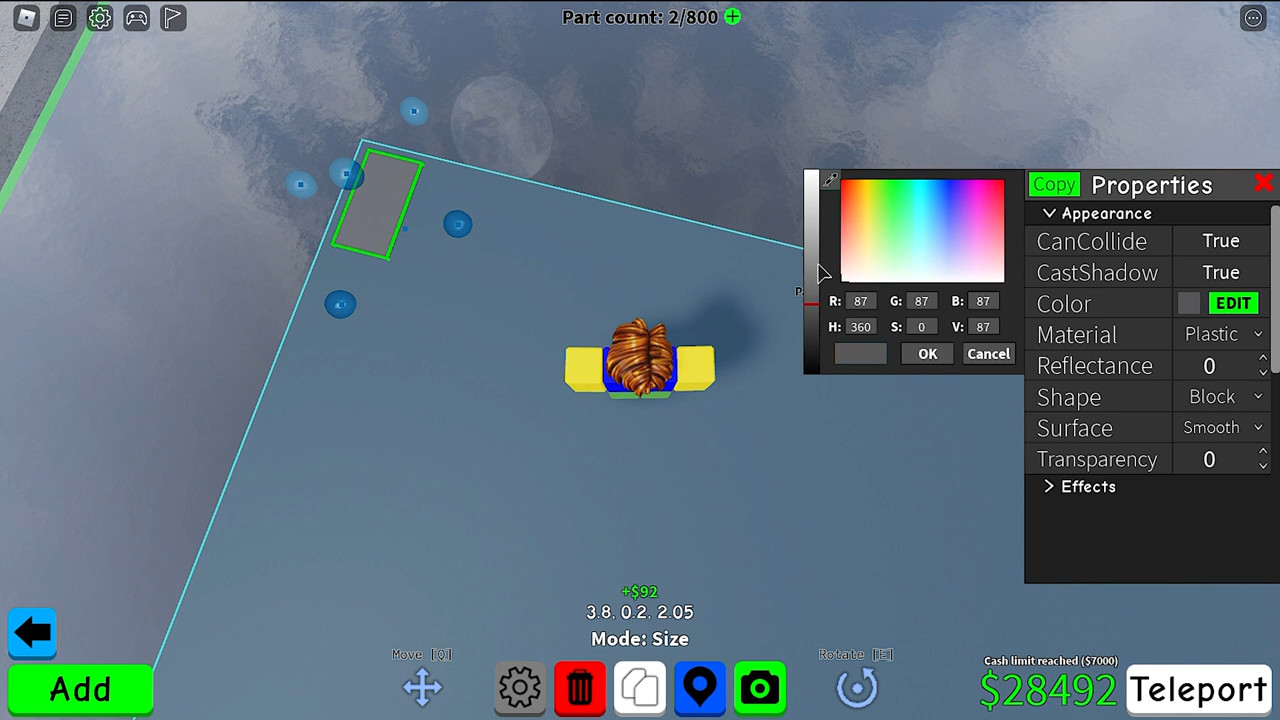 Part count: 2/800
Copy Properties
Appearance
CanCollide True
CastShadow True
Color EDIT
Material Plastic
Reflectance 0
Shape Block
Surface Smooth
Transparency 0
Effects
R: 87 G: 87 B: 87
H: 360 S: 0 V: 87
OK Cancel
+$92
3.8, 0.2, 2.05
Mode: Size
Move [Q]
Rotate [E]
Add
Cash limit reached ($7000)
$28492
Teleport